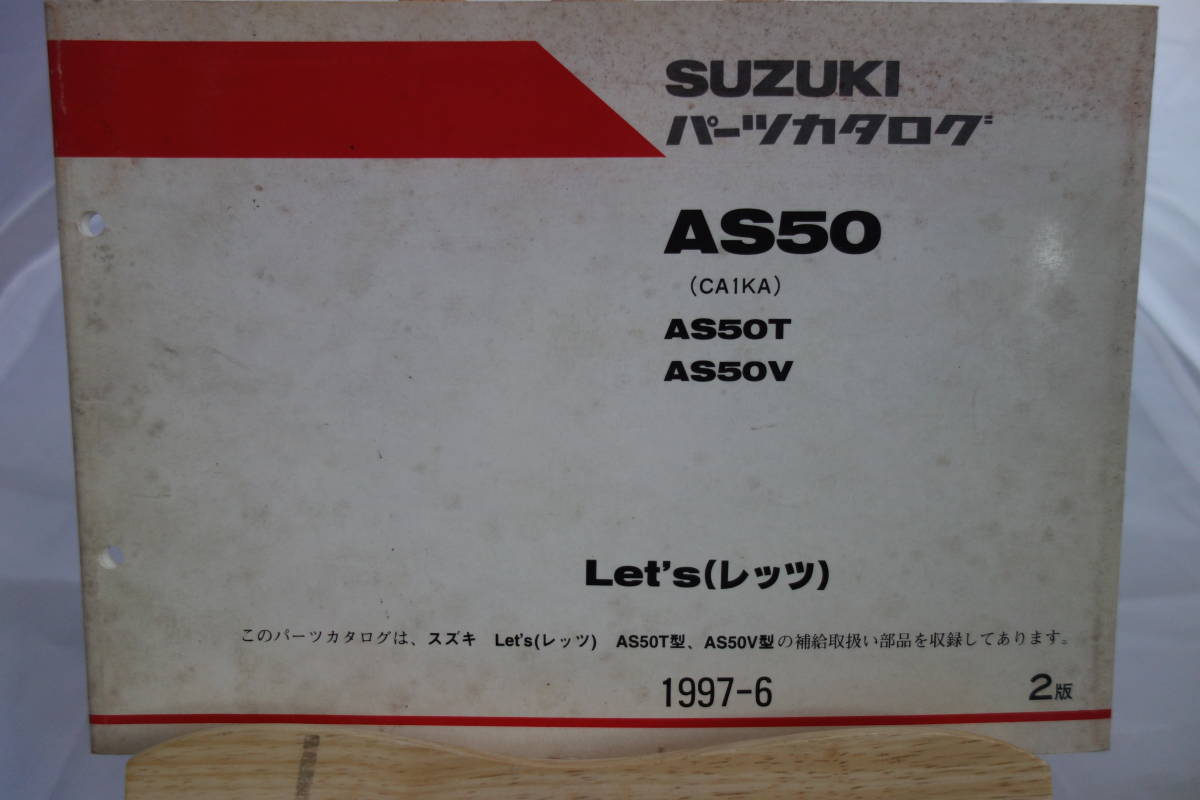 SUZUKI
パーツカタログ
AS50
(CA1KA)
AS50T
AS50V
Let's(レッツ)
このパーツカタログは、スズキ Let's(レッツ) AS50T型、AS50V型の補給取扱い部品を収録してあります。
1997-6 2版